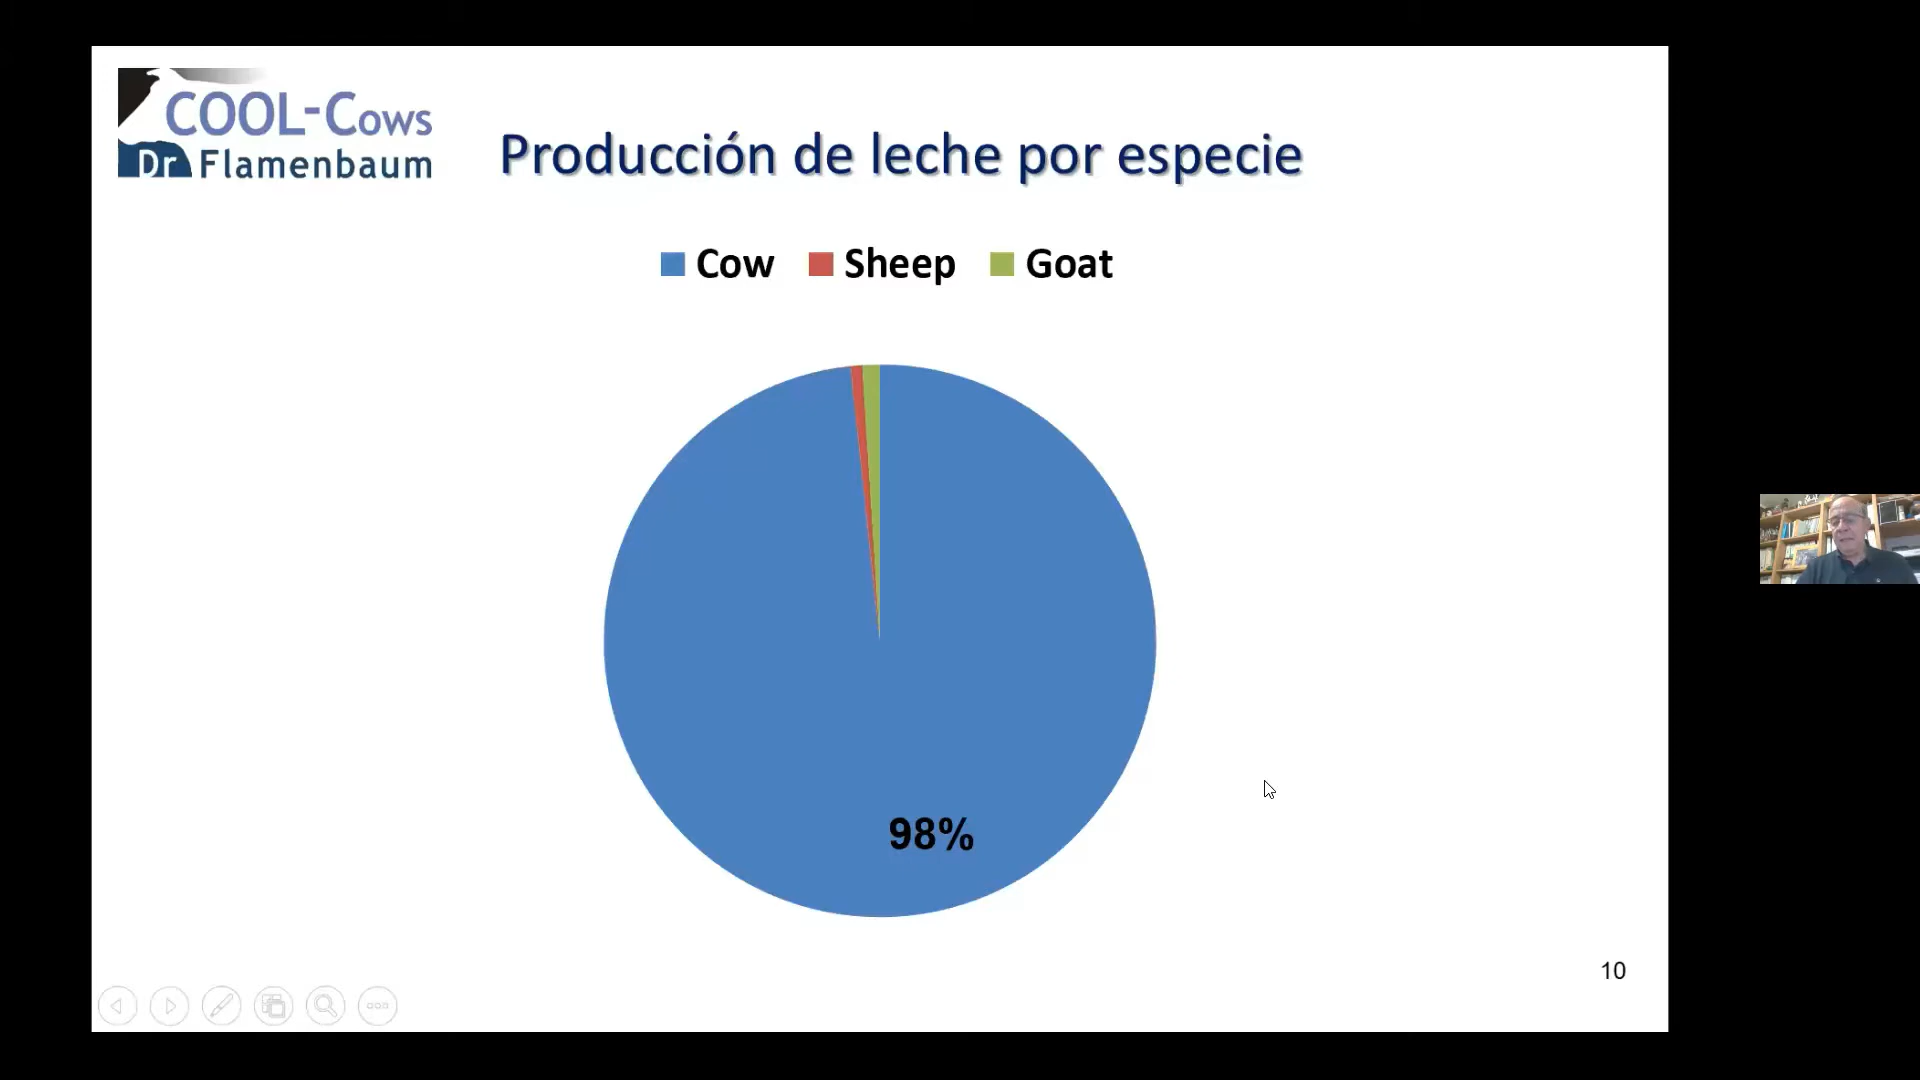 COOL-Cows
Dr Flamenbaum
Producción de leche por especie
Cow Sheep Goat
98%
10